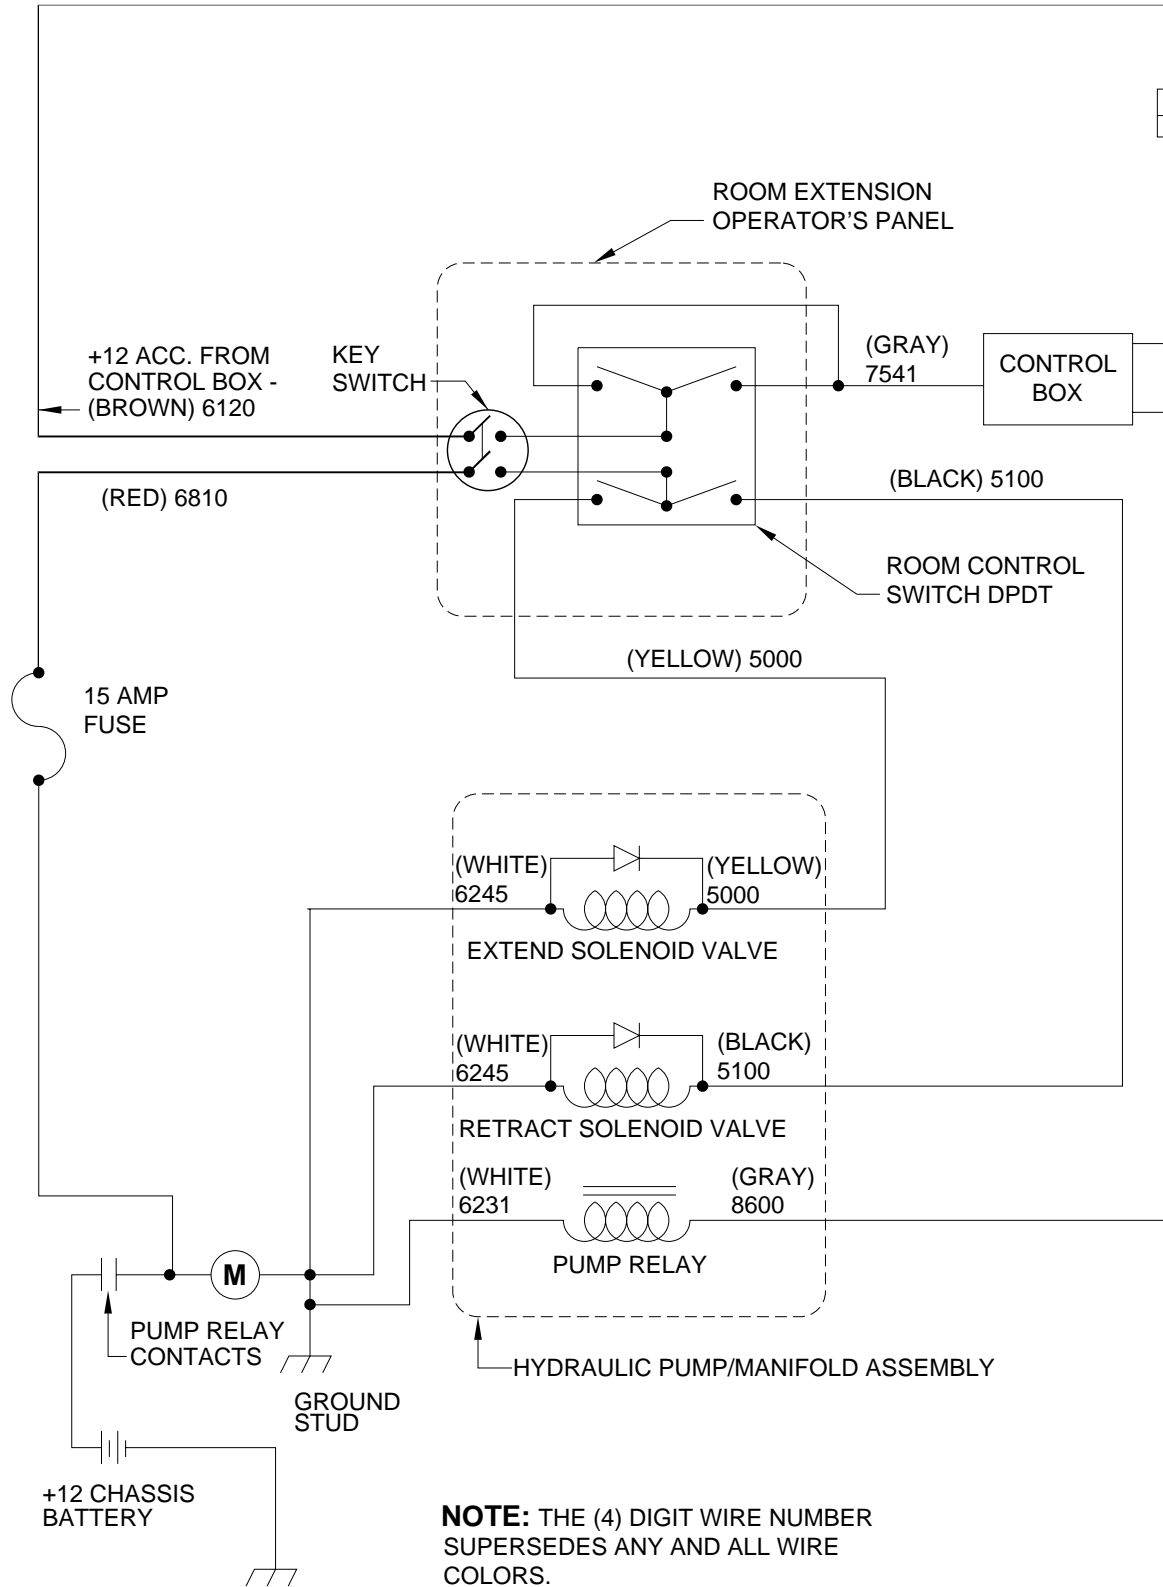 ROOM EXTENSION
OPERATOR'S PANEL
+12 ACC. FROM
CONTROL BOX -
(BROWN) 6120
KEY
SWITCH
(GRAY)
7541
CONTROL
BOX
(RED) 6810
(BLACK) 5100
ROOM CONTROL
SWITCH DPDT
(YELLOW) 5000
15 AMP
FUSE
(WHITE)
6245
(YELLOW)
5000
EXTEND SOLENOID VALVE
(WHITE)
6245
(BLACK)
5100
RETRACT SOLENOID VALVE
(WHITE)
6231
(GRAY)
8600
PUMP RELAY
M
PUMP RELAY
CONTACTS
HYDRAULIC PUMP/MANIFOLD ASSEMBLY
GROUND
STUD
+12 CHASSIS
BATTERY
NOTE: THE (4) DIGIT WIRE NUMBER
SUPERSEDES ANY AND ALL WIRE
COLORS.